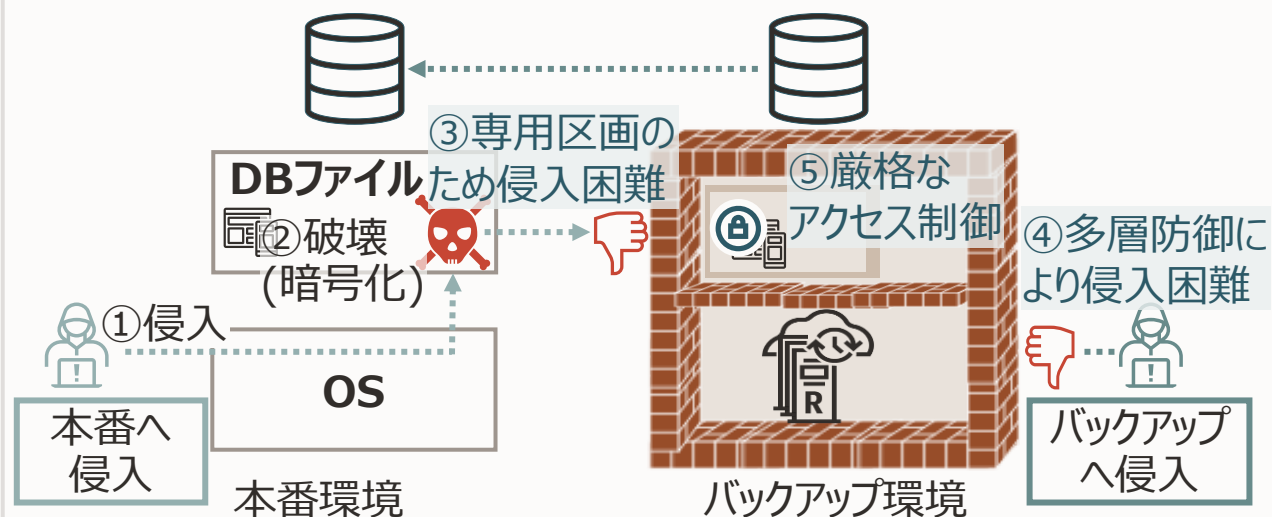 ③専用区画の
ため侵入困難
DBファイル
②破壊
(暗号化)
⑤厳格な
アクセス制御
④多層防御に
より侵入困難
①侵入
OS
R
本番へ
侵入
バックアップ
へ侵入
本番環境
バックアップ環境